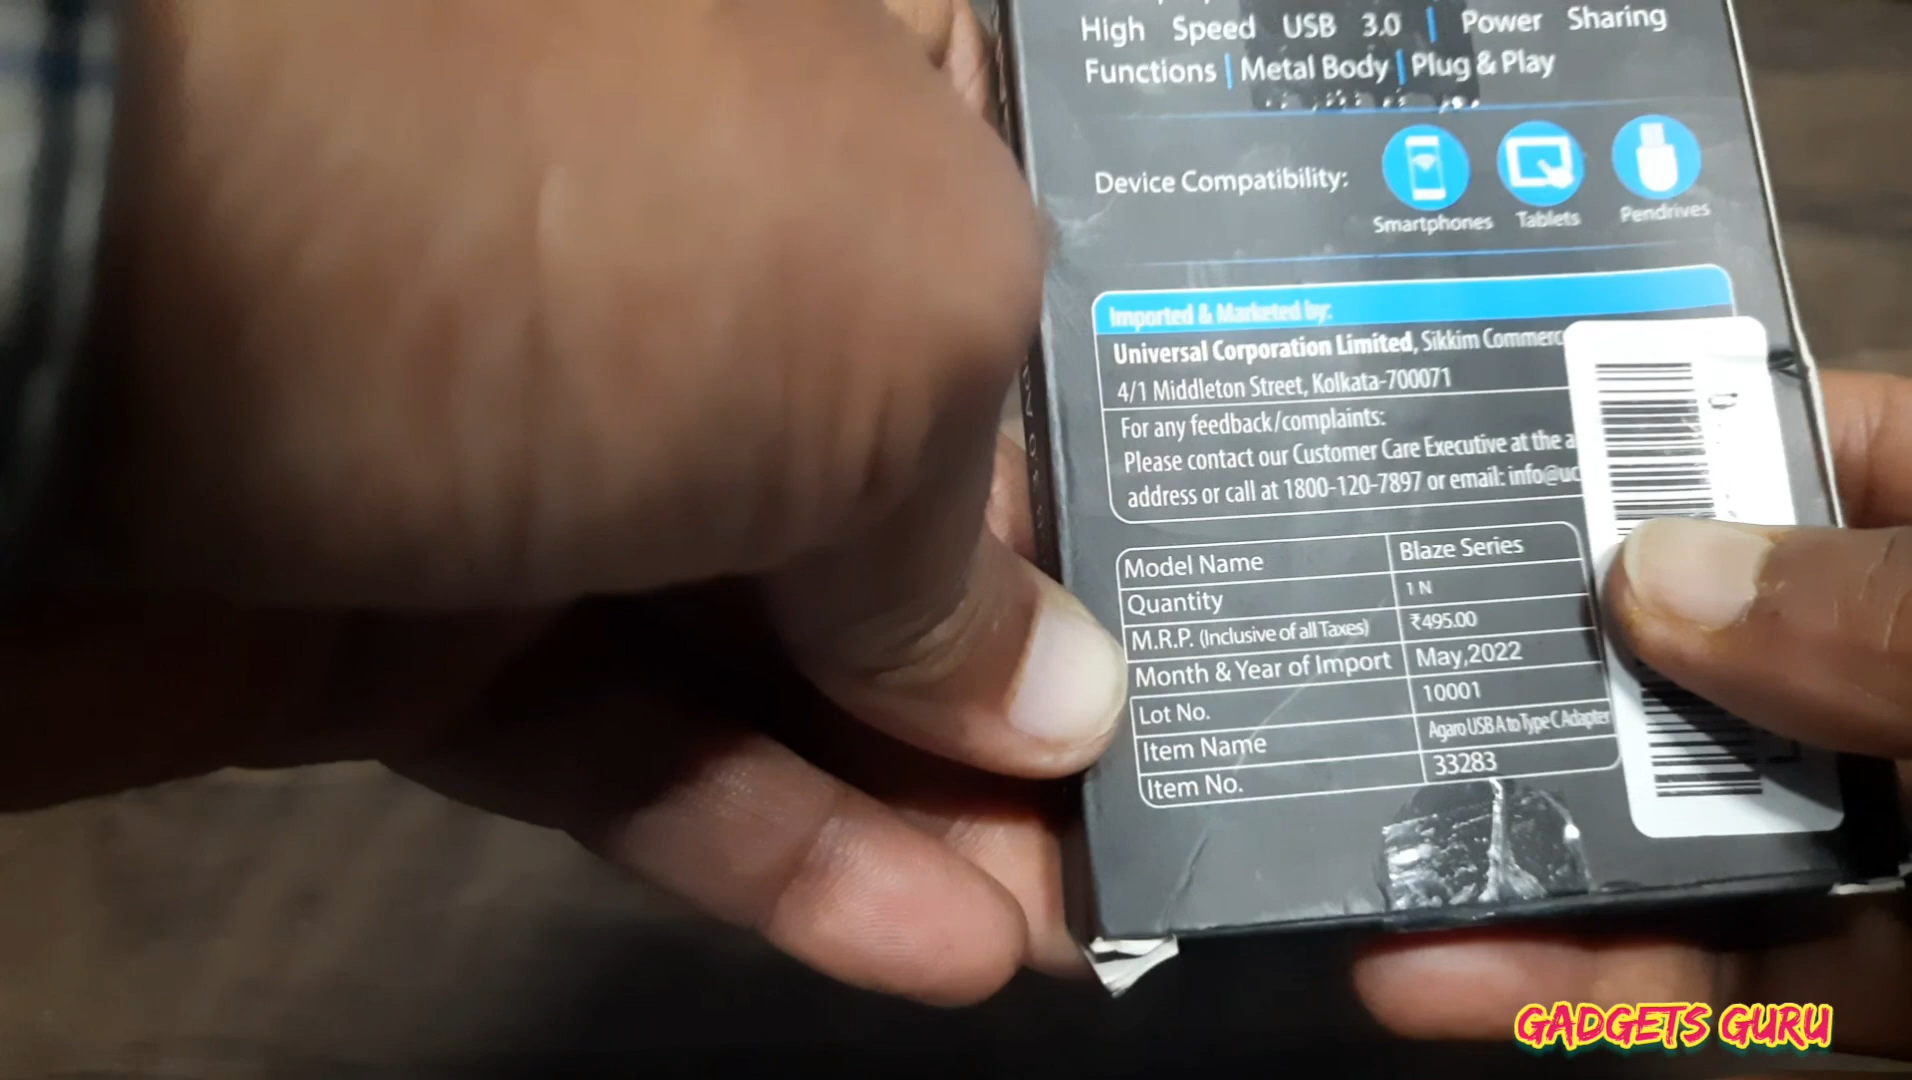 High Speed USB 3.0 | Power Sharing
Functions | Metal Body | Plug & Play
Device Compatibility:
Smartphones Tablets Pendrives
Imported & Marketed by:
Universal Corporation Limited, Sikkim Commerc
4/1 Middleton Street, Kolkata-700071
For any feedback/complaints:
Please contact our Customer Care Executive at the a
address or call at 1800-120-7897 or email: info@uc
Model Name Blaze Series
Quantity 1 N
M.R.P. (Inclusive of all Taxes) ₹495.00
Month & Year of Import May,2022
Lot No. 10001
Item Name Agaro USB A to Type C Adapter
Item No. 33283
GADGETS GURU